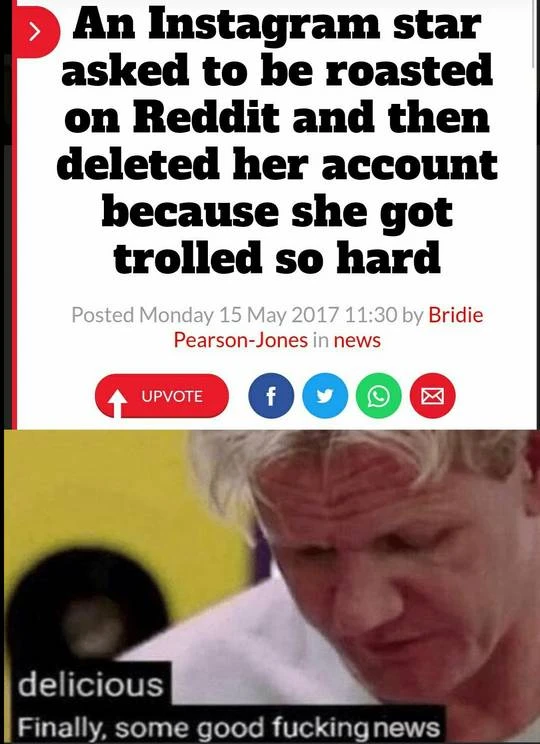 An Instagram star
asked to be roasted
on Reddit and then
deleted her account
because she got
trolled so hard
Posted Monday 15 May 2017 11:30 by Bridie
Pearson-Jones in news
UPVOTE
delicious
Finally, some good fucking news